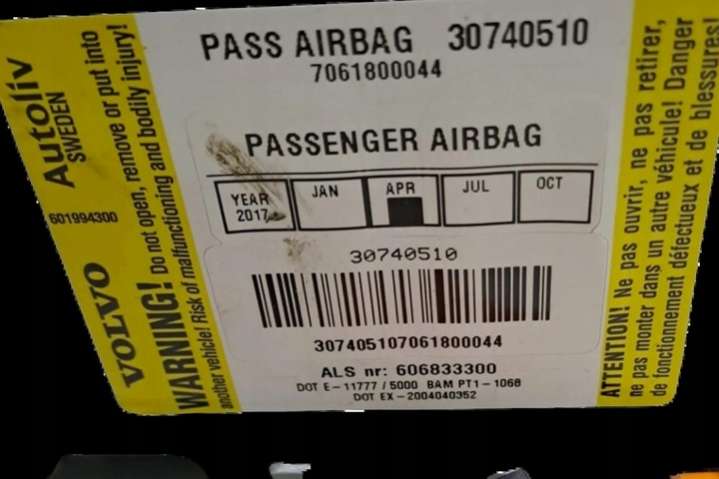 Autoliv
SWEDEN
601994300
VOLVO
WARNING! Do not open, remove or put into
another vehicle! Risk of malfunctioning and bodily injury!
PASS AIRBAG 30740510
7061800044
PASSENGER AIRBAG
YEAR JAN APR JUL OCT
2017
30740510
307405107061800044
ALS nr: 606833300
DOT E-11777 / 5000 BAM PT1-1068
DOT EX-2004040352
ATTENTION! Ne pas ouvrir, ne pas retirer,
ne pas monter dans un autre véhicule! Danger
de fonctionnement défectueux et de blessures!